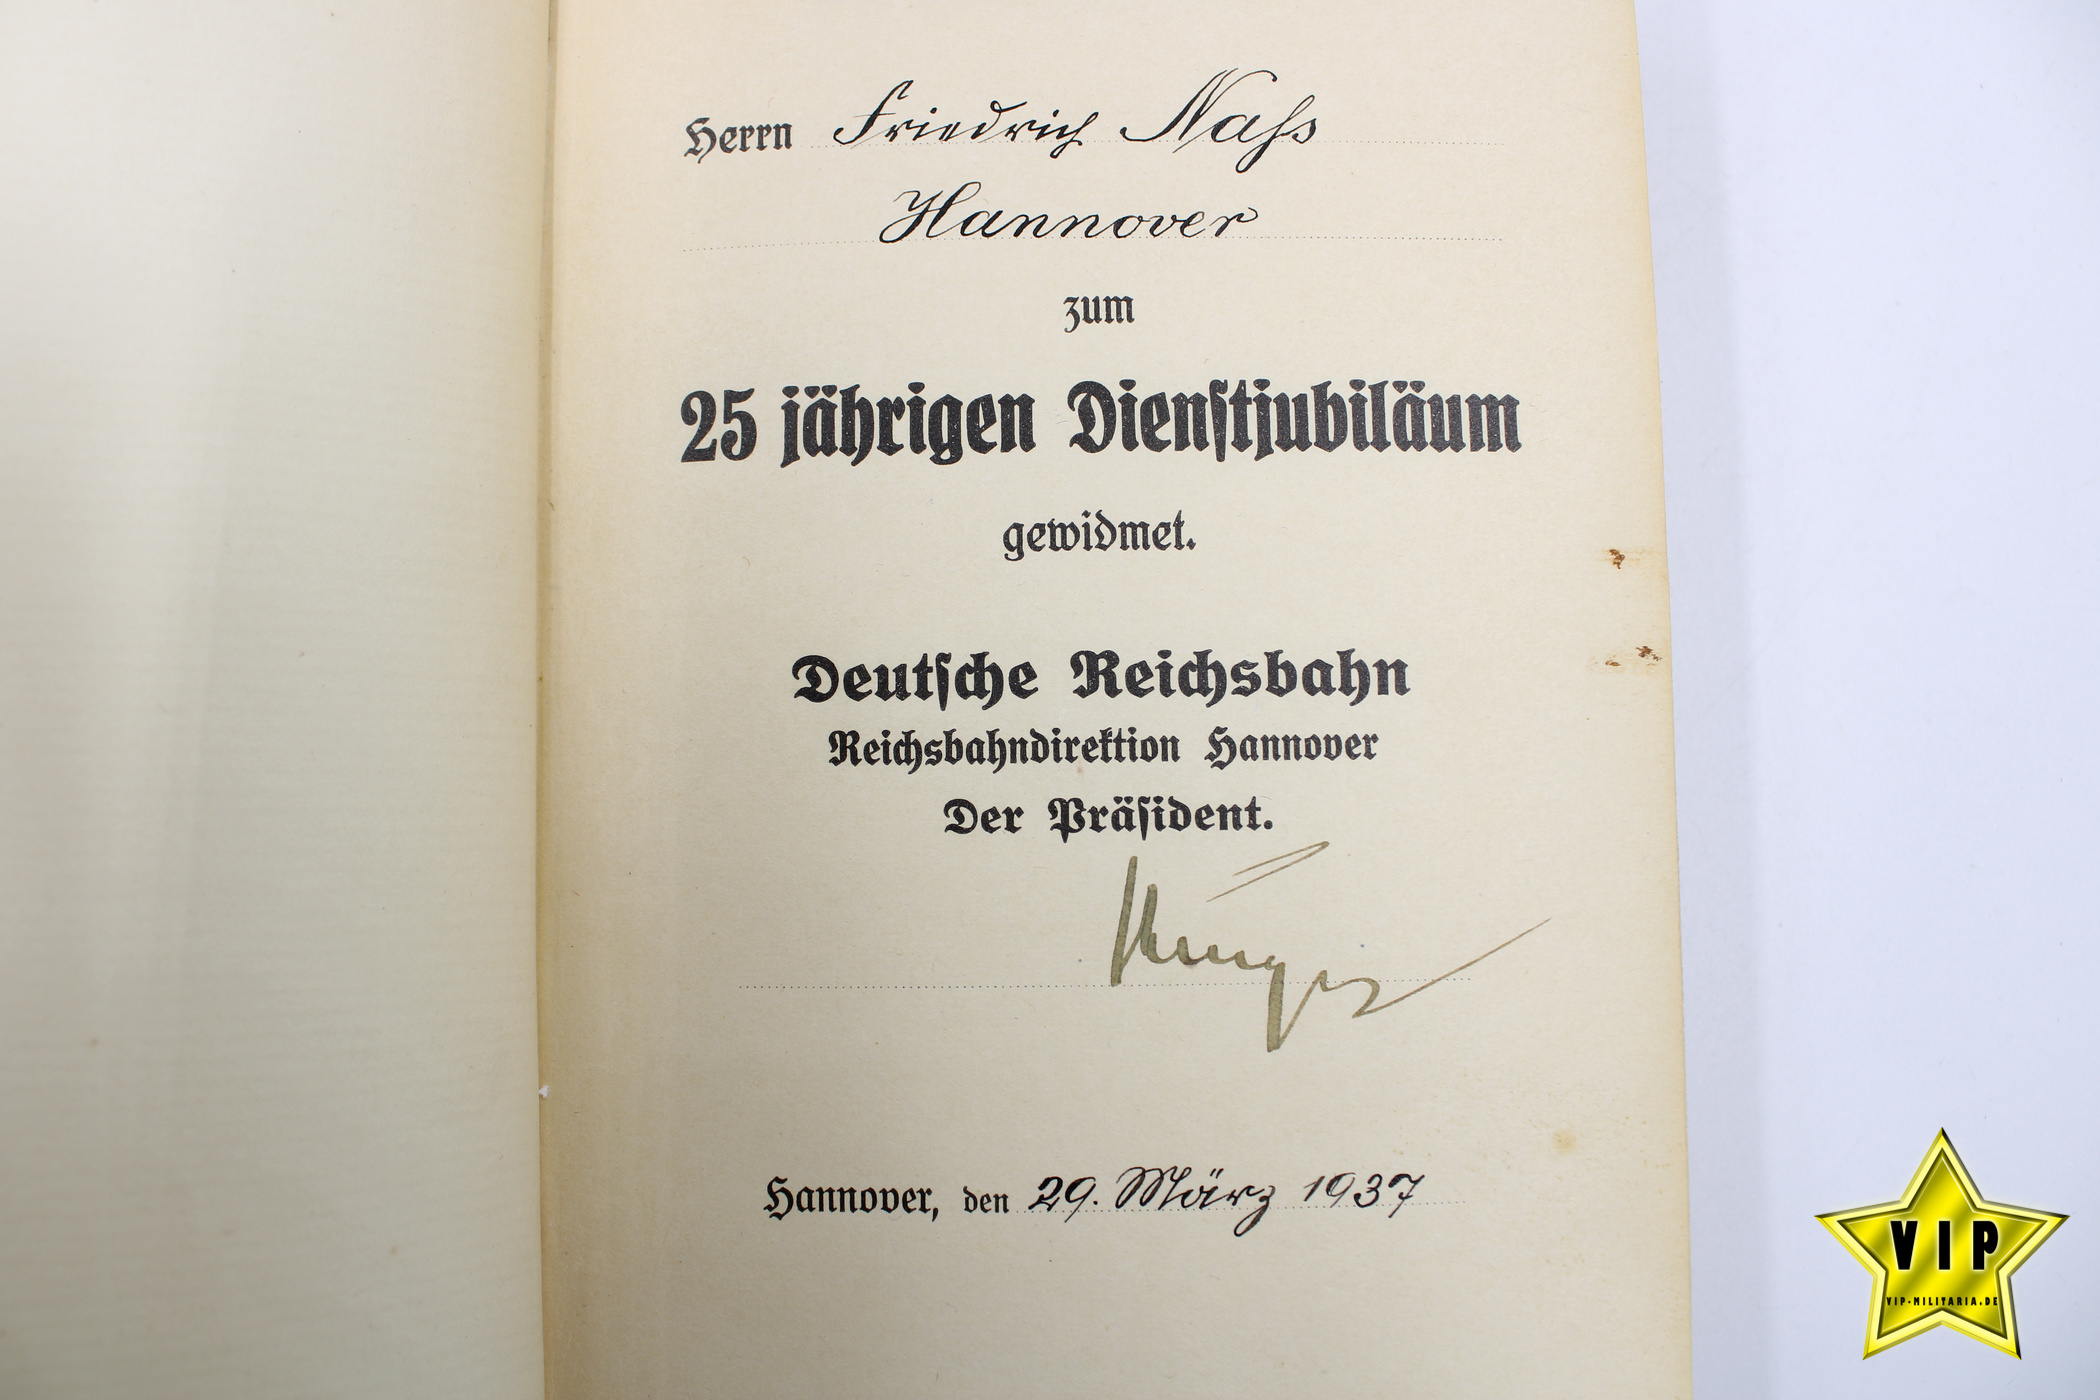 Herrn Friedrich Naſs
Hannover
zum
25 jährigen Dienſtjubiläum
gewidmet.
Deutſche Reichsbahn
Reichsbahndirektion Hannover
Der Präſident.
Hannover, den 29. März 1937
VIP
VIP-MILITARIA.DE